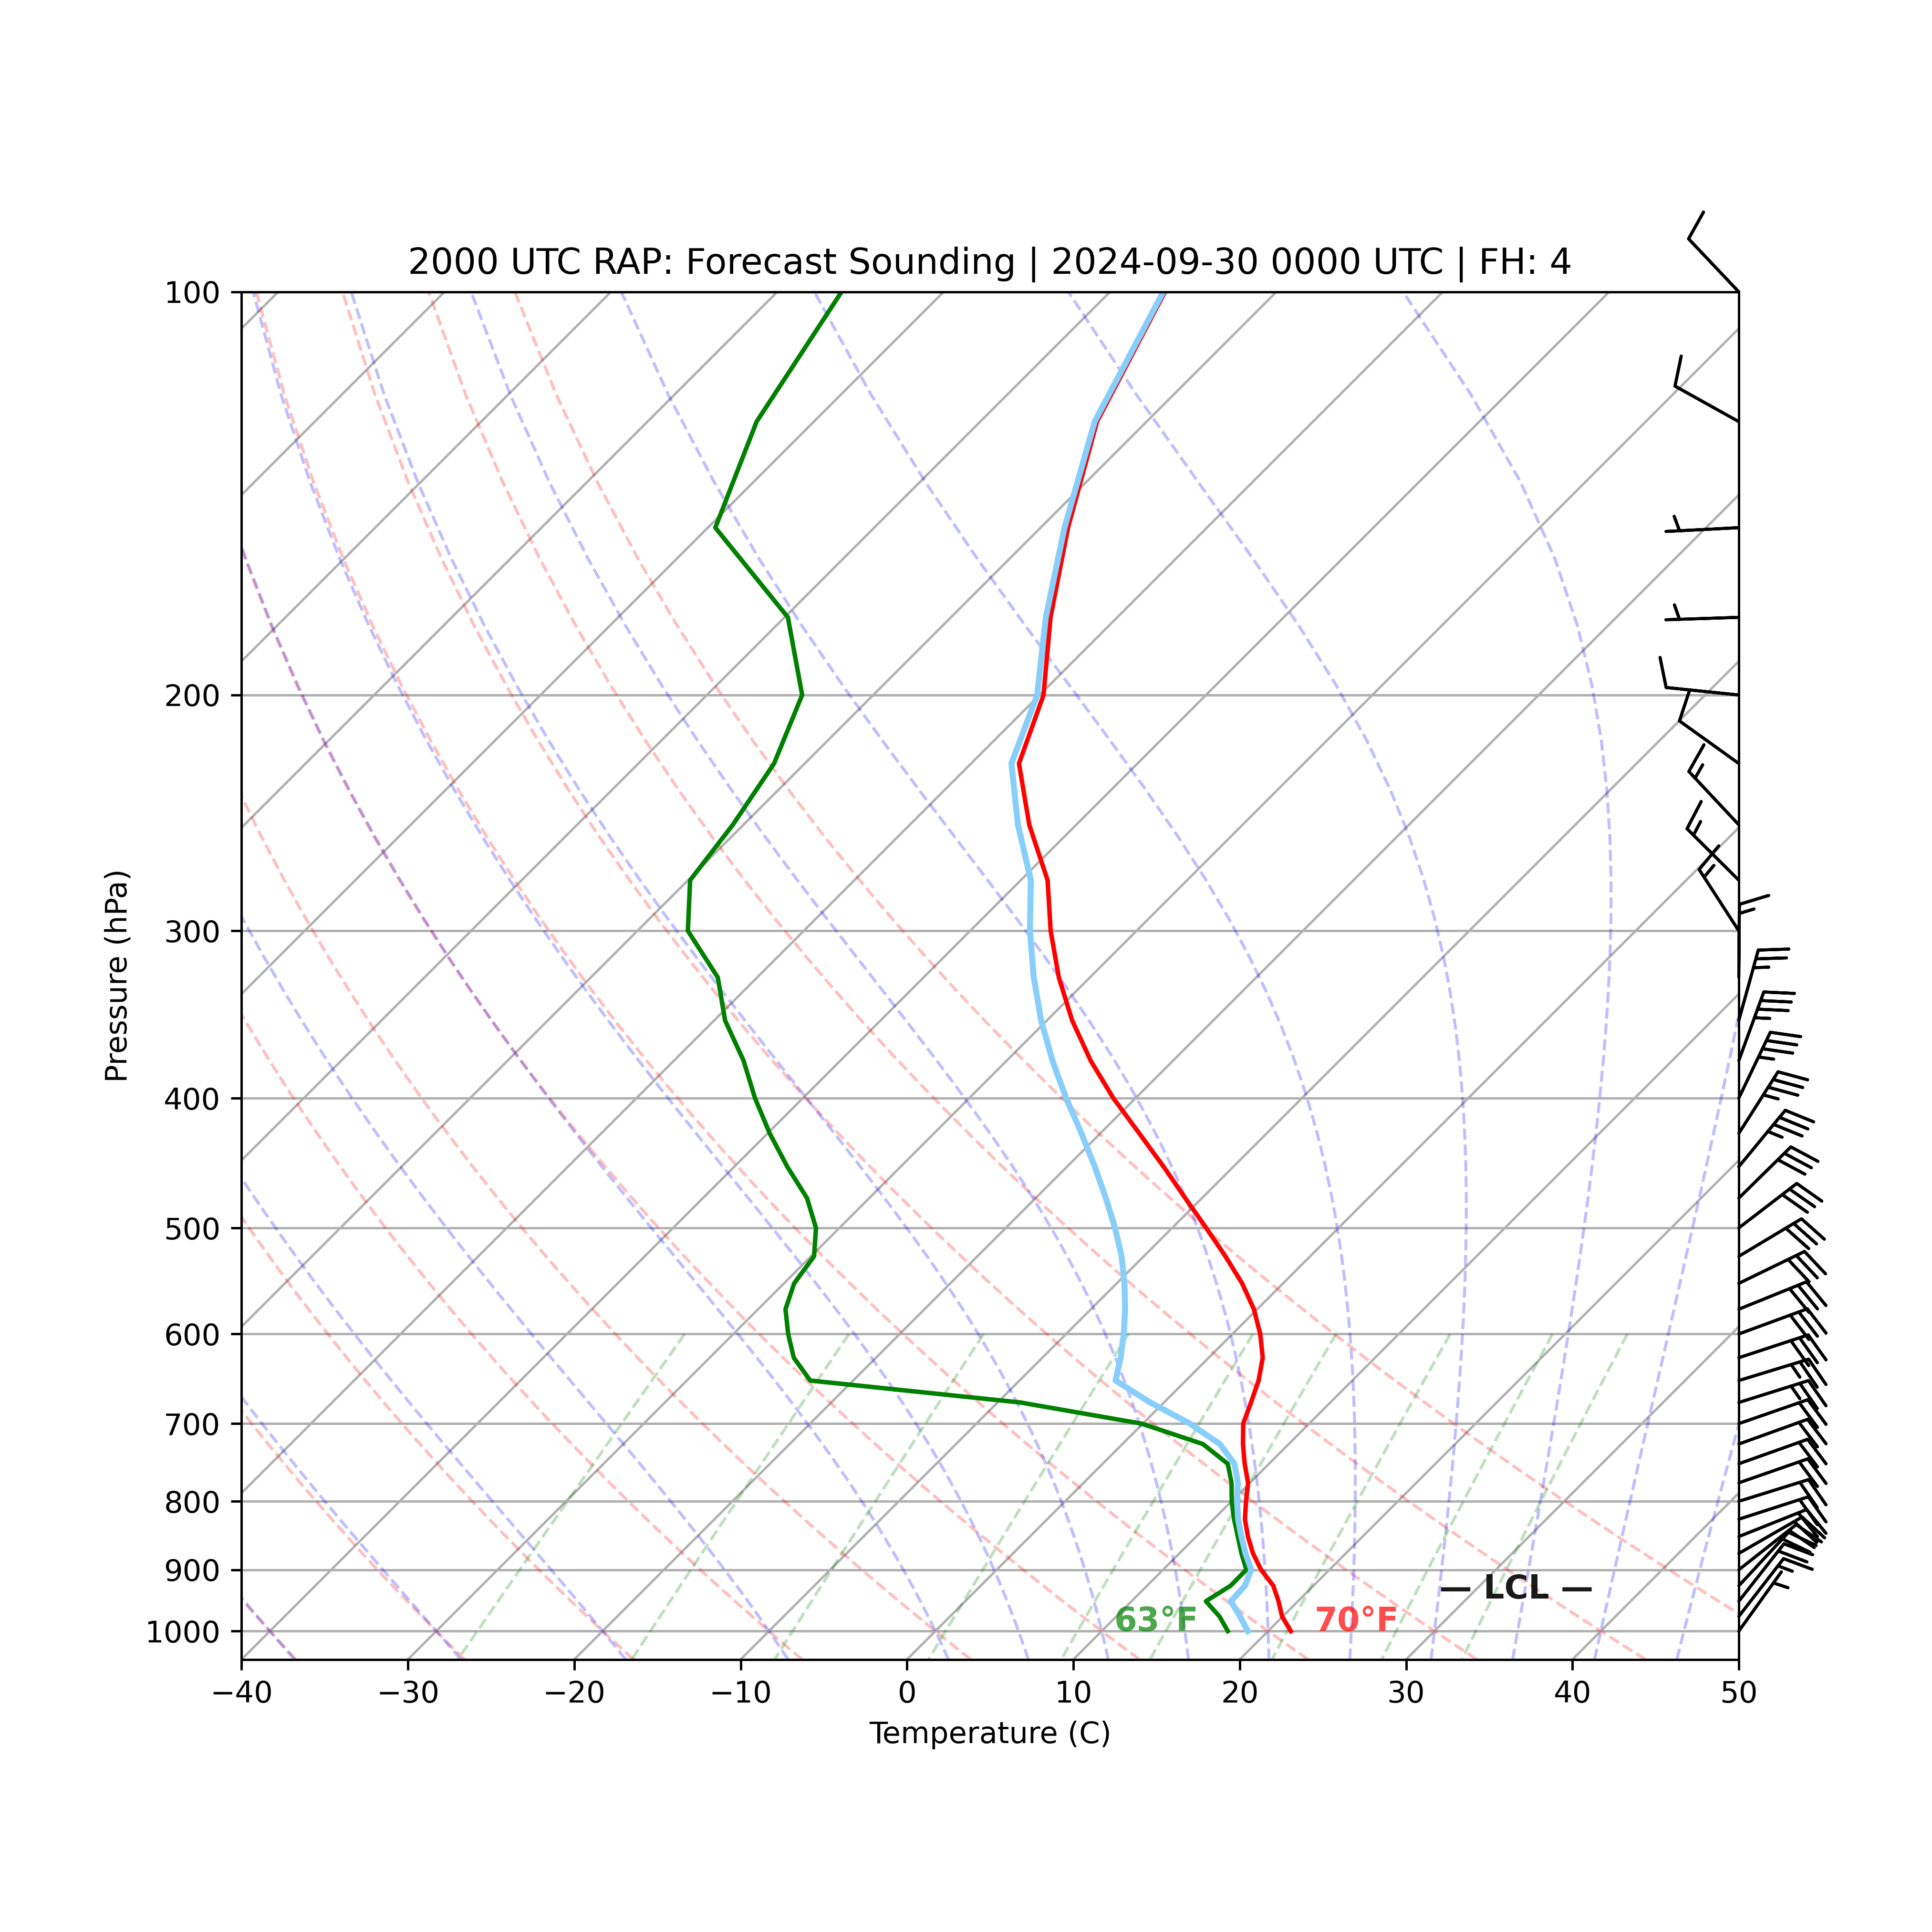 2000 UTC RAP: Forecast Sounding | 2024-09-30 0000 UTC | FH: 4
100
200
300
400
500
600
700
800
900
1000
Pressure (hPa)
— LCL —
63°F
70°F
−40 −30 −20 −10 0 10 20 30 40 50
Temperature (C)